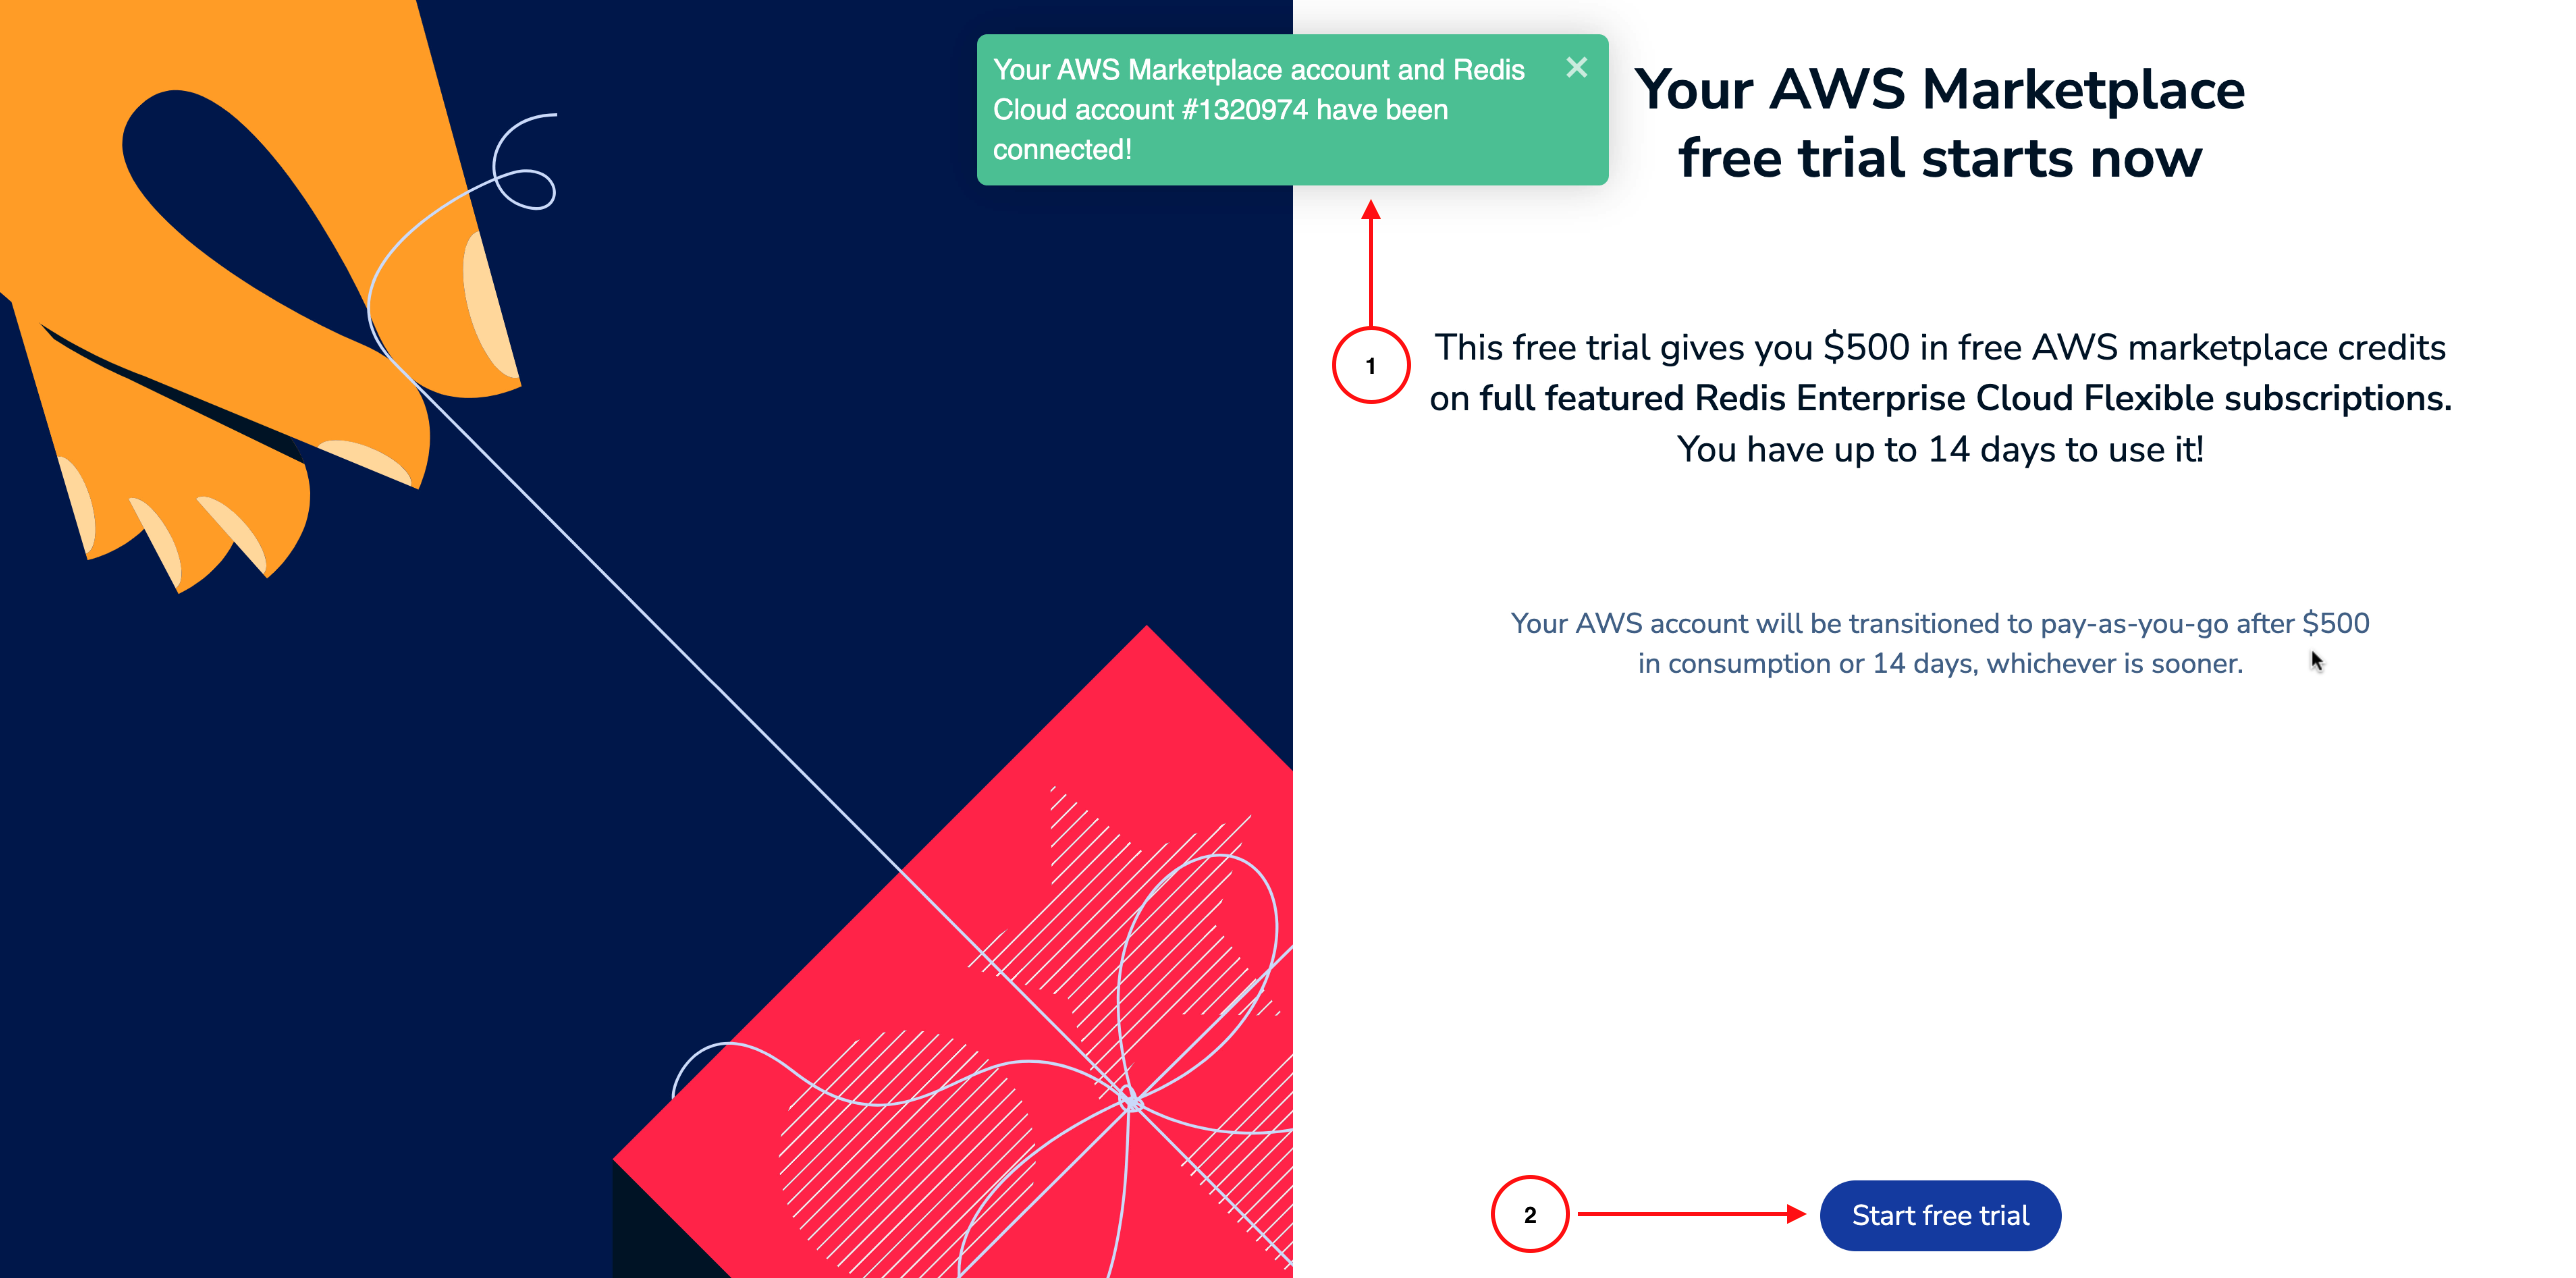 Your AWS Marketplace account and Redis
Cloud account #1320974 have been
connected!
Your AWS Marketplace
free trial starts now
1
This free trial gives you $500 in free AWS marketplace credits
on full featured Redis Enterprise Cloud Flexible subscriptions.
You have up to 14 days to use it!
Your AWS account will be transitioned to pay-as-you-go after $500
in consumption or 14 days, whichever is sooner.
2
Start free trial